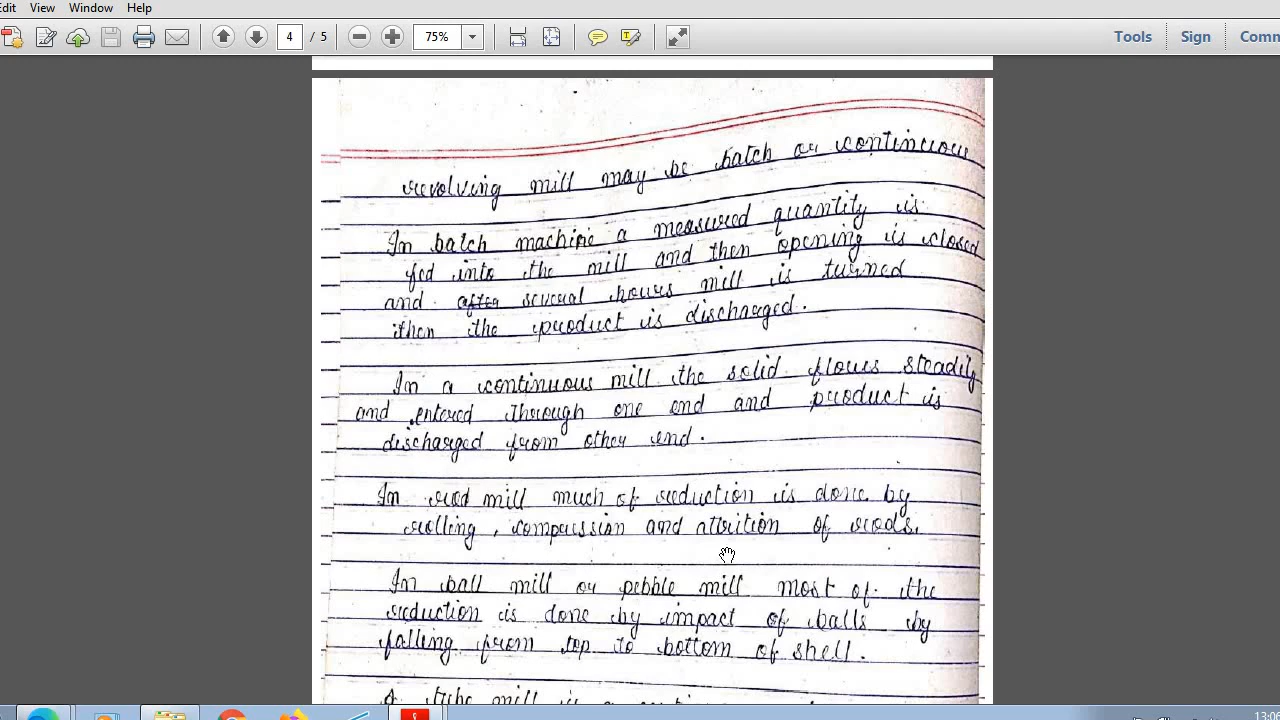 Edit View Window Help
4 / 5 75% Tools Sign
revolving mill may be batch or continuous
In batch machine a measured quantity is
fed into the mill and then opening is closed
and after several hours mill is turned
then the product is discharged.
In a continuous mill the solid flows steadily
and entered through one end and product is
discharged from other end.
In rod mill much of reduction is done by
rolling, compression and attrition of rods.
In ball mill or pebble mill most of the
reduction is done by impact of balls by
falling from top to bottom of shell.
A tube mill is a
13:06